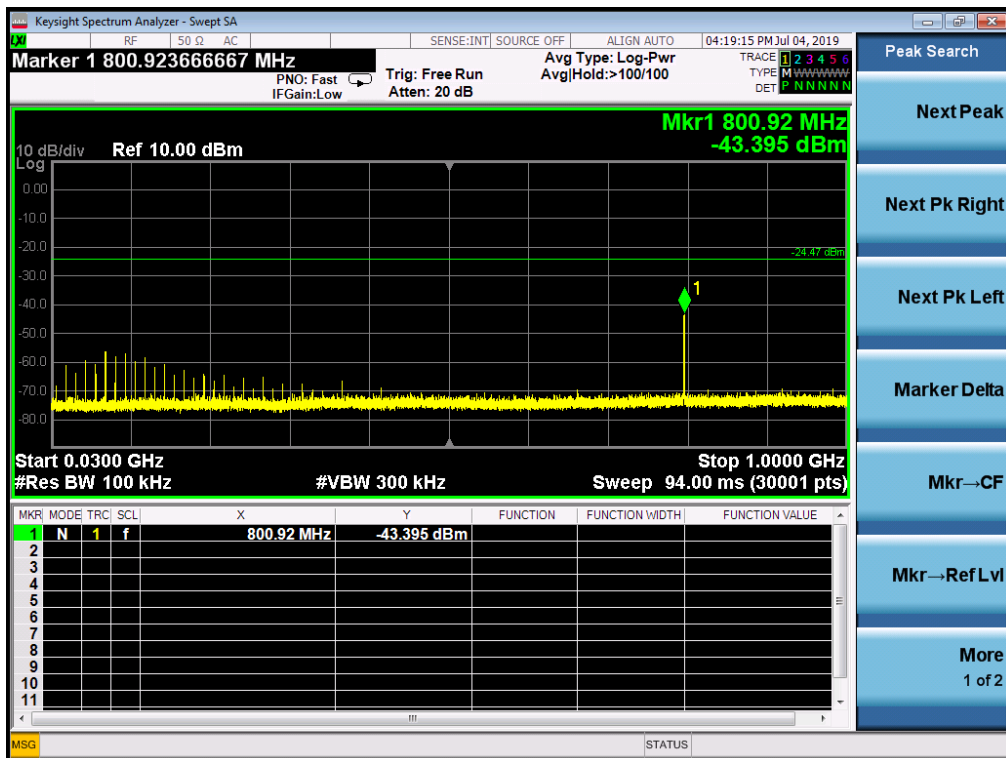 Keysight Spectrum Analyzer - Swept SA
LXI RF 50 Ω AC SENSE:INT SOURCE OFF ALIGN AUTO 04:19:15 PM Jul 04, 2019
Marker 1 800.923666667 MHz
PNO: Fast
IFGain:Low
Trig: Free Run
Atten: 20 dB
Avg Type: Log-Pwr
Avg|Hold:>100/100
TRACE 1 2 3 4 5 6
TYPE M WWWWW
DET P N N N N N
Mkr1 800.92 MHz
-43.395 dBm
10 dB/div Ref 10.00 dBm
Log
0.00
-10.0
-20.0
-24.47 dBm
-30.0
1
-40.0
-50.0
-60.0
-70.0
-80.0
Start 0.0300 GHz Stop 1.0000 GHz
#Res BW 100 kHz #VBW 300 kHz Sweep 94.00 ms (30001 pts)
MKR MODE TRC SCL X Y FUNCTION FUNCTION WIDTH FUNCTION VALUE
1 N 1 f 800.92 MHz -43.395 dBm
2
3
4
5
6
7
8
9
10
11
MSG STATUS
Peak Search
Next Peak
Next Pk Right
Next Pk Left
Marker Delta
Mkr→CF
Mkr→Ref Lvl
More
1 of 2